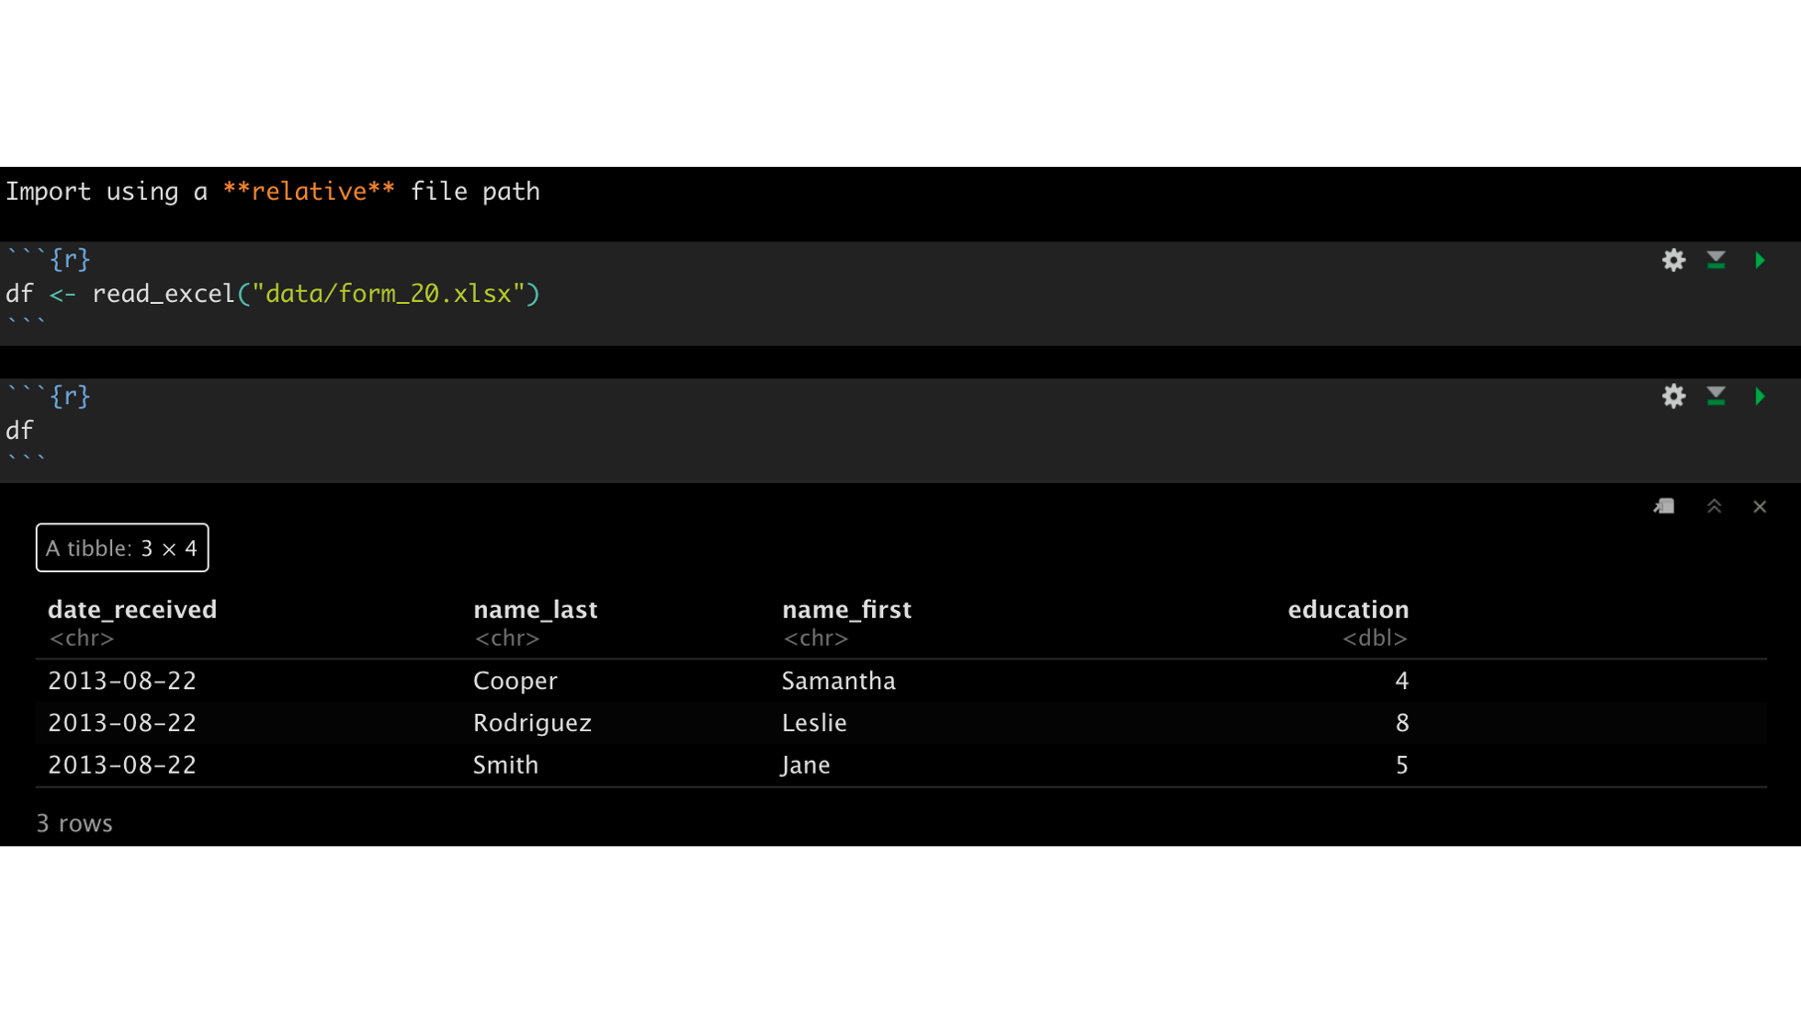 Import using a **relative** file path
```{r}
df <- read_excel("data/form_20.xlsx")
```
```{r}
df
```
A tibble: 3 × 4
date_received name_last name_first education
<chr> <chr> <chr> <dbl>
2013-08-22 Cooper Samantha 4
2013-08-22 Rodriguez Leslie 8
2013-08-22 Smith Jane 5
3 rows